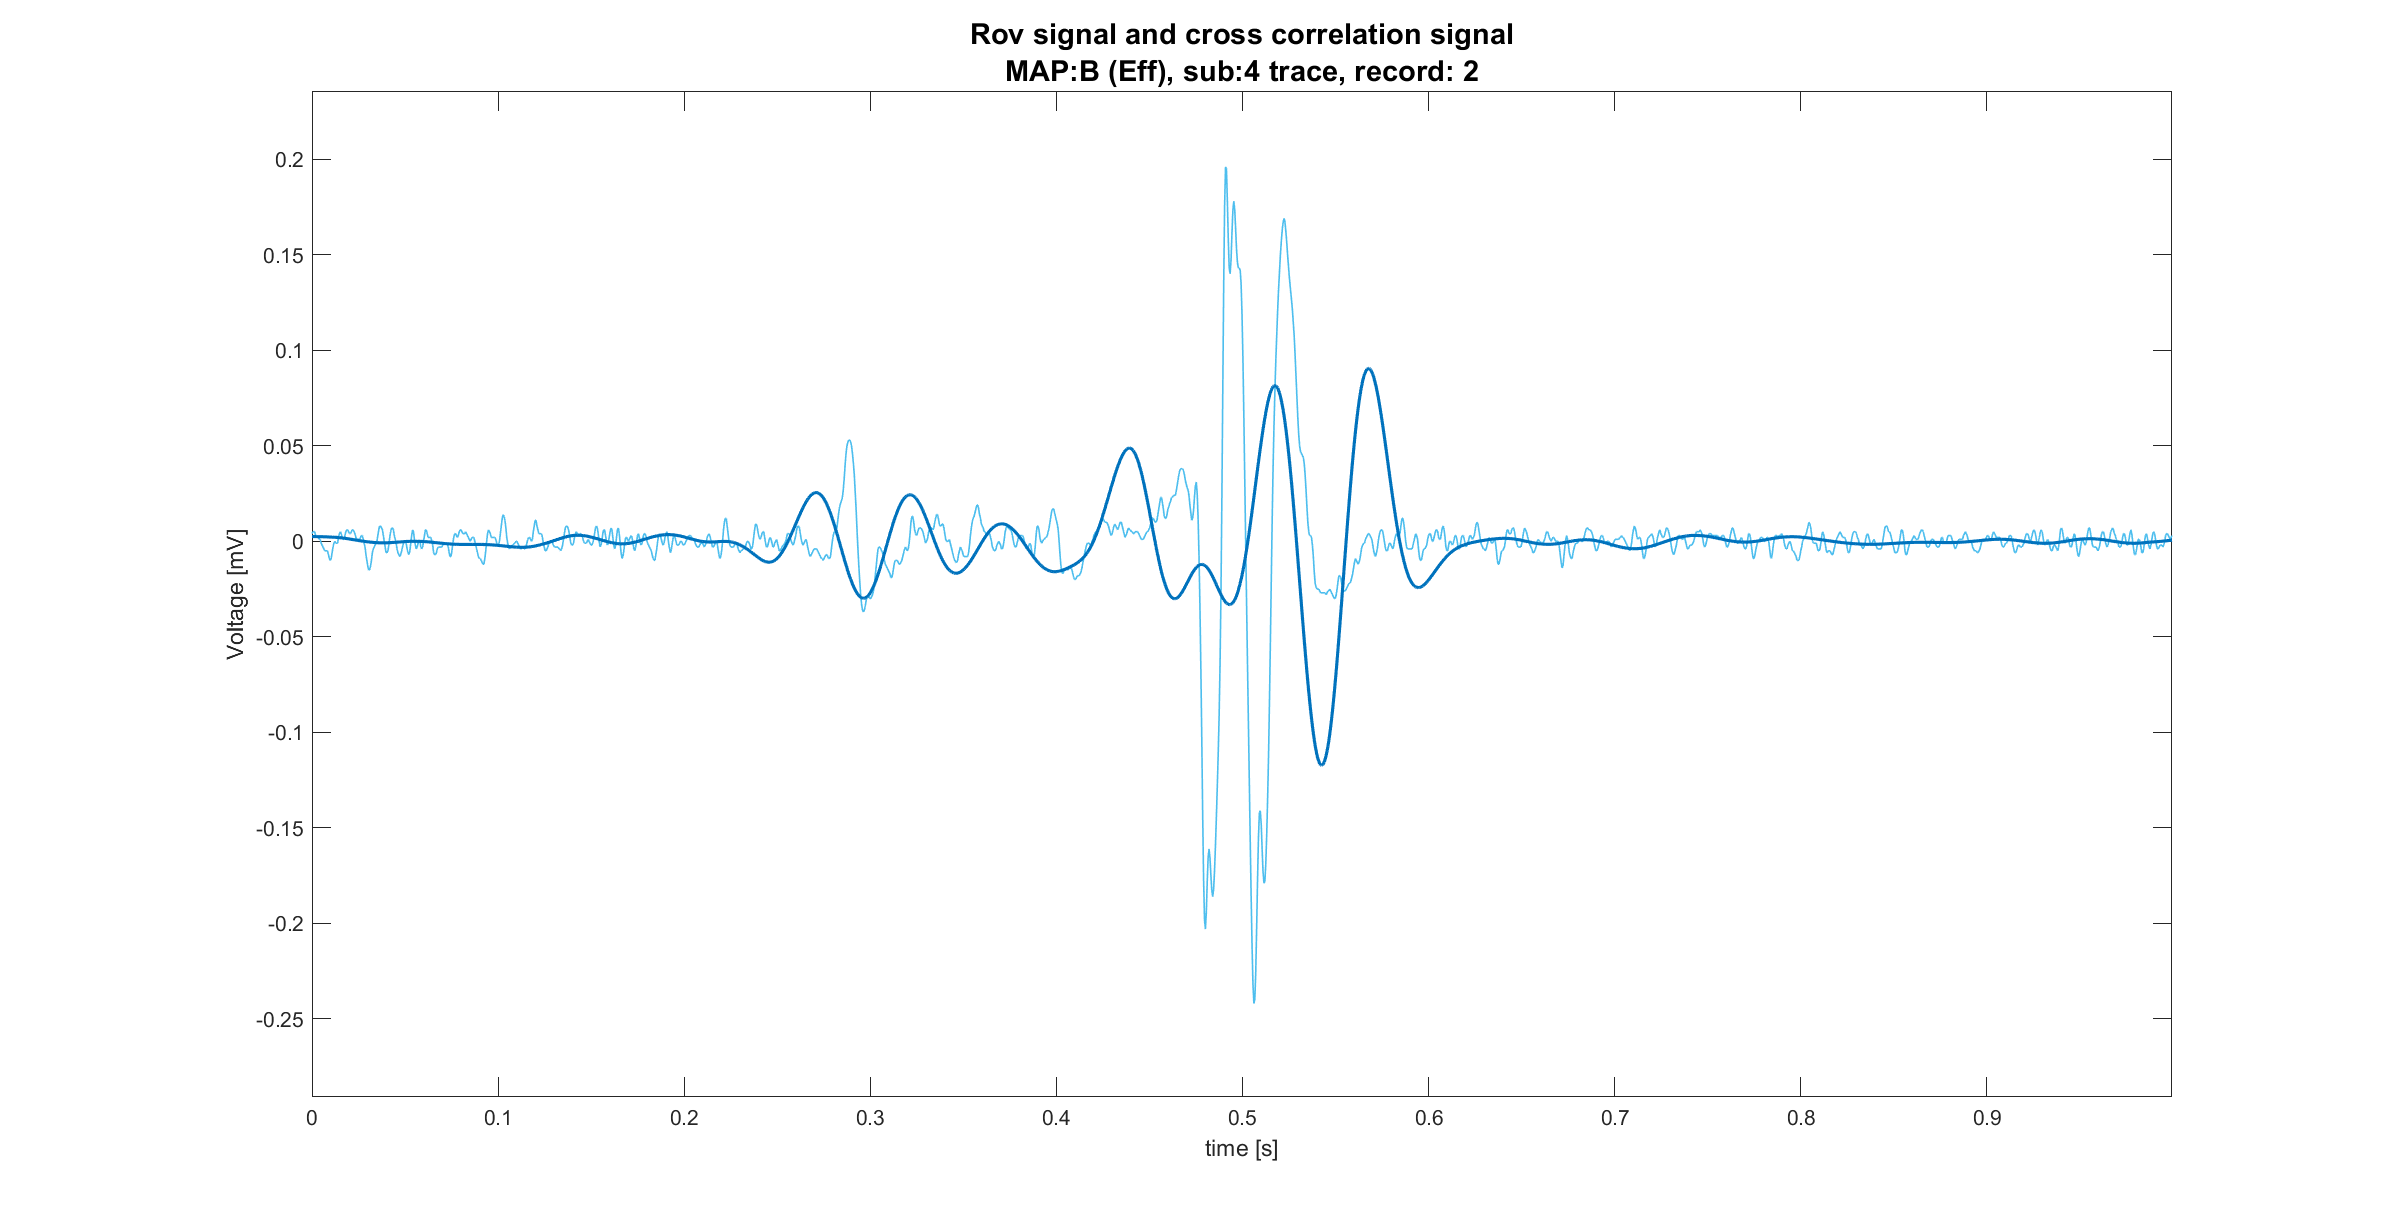 Rov signal and cross correlation signal
MAP:B (Eff), sub:4 trace, record: 2
Voltage [mV]
0.2
0.15
0.1
0.05
0
-0.05
-0.1
-0.15
-0.2
-0.25
0 0.1 0.2 0.3 0.4 0.5 0.6 0.7 0.8 0.9
time [s]